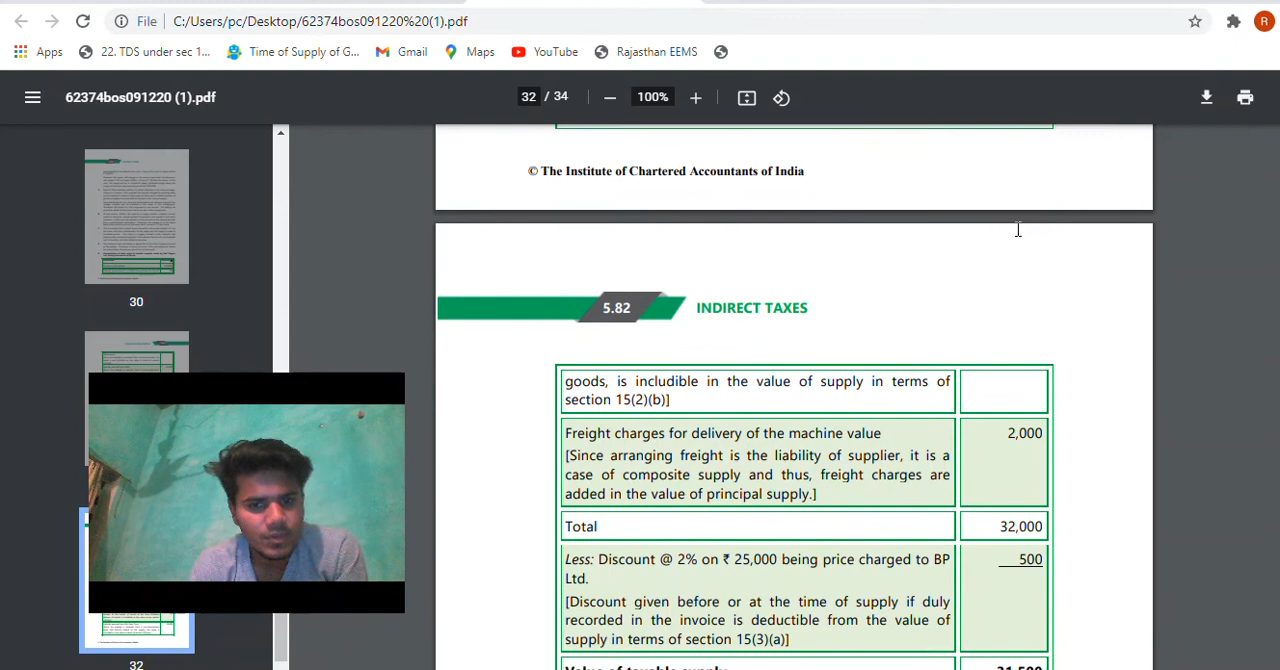 File | C:/Users/pc/Desktop/62374bos091220%20(1).pdf
R
Apps 22. TDS under sec 1... Time of Supply of G... Gmail Maps YouTube Rajasthan EEMS
62374bos091220 (1).pdf 32 / 34 100%
© The Institute of Chartered Accountants of India
30
5.82 INDIRECT TAXES
goods, is includible in the value of supply in terms of
section 15(2)(b)]
Freight charges for delivery of the machine value 2,000
[Since arranging freight is the liability of supplier, it is a
case of composite supply and thus, freight charges are
added in the value of principal supply.]
Total 32,000
Less: Discount @ 2% on ₹ 25,000 being price charged to BP 500
Ltd.
[Discount given before or at the time of supply if duly
recorded in the invoice is deductible from the value of
supply in terms of section 15(3)(a)]
Value of taxable supply 31,500
32